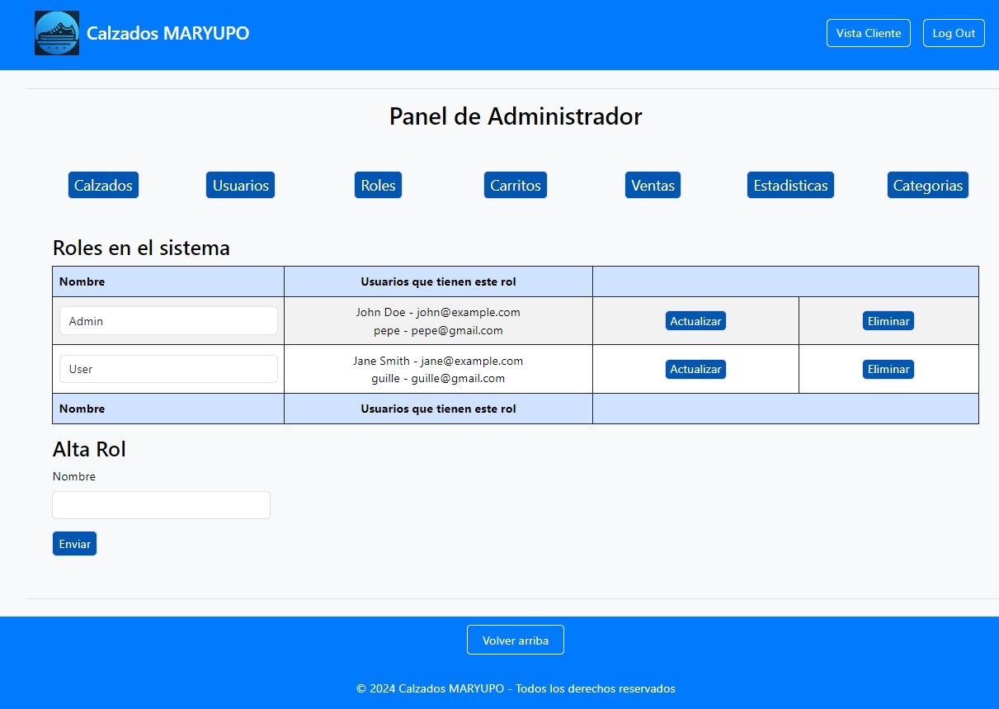 Calzados MARYUPO
Vista Cliente
Log Out
Panel de Administrador
Calzados
Usuarios
Roles
Carritos
Ventas
Estadisticas
Categorias
Roles en el sistema
Nombre Usuarios que tienen este rol
Admin
John Doe - john@example.com
pepe - pepe@gmail.com
Actualizar
Eliminar
User
Jane Smith - jane@example.com
guille - guille@gmail.com
Actualizar
Eliminar
Nombre Usuarios que tienen este rol
Alta Rol
Nombre
Enviar
Volver arriba
© 2024 Calzados MARYUPO - Todos los derechos reservados